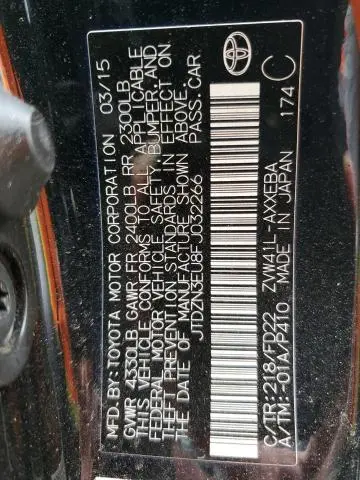 MFD.BY:TOYOTA MOTOR CORPORATION 03/15
GVWR 4330LB GAWR FR 2400LB RR 2300LB
THIS VEHICLE CONFORMS TO ALL APPLICABLE
FEDERAL MOTOR VEHICLE SAFETY,BUMPER,AND
THEFT PREVENTION STANDARDS IN EFFECT ON
THE DATE OF MANUFACTURE SHOWN ABOVE.
JTDZN3EU8FJ032266 PASS.CAR
C/TR:218/FD22 ZVW41L-AXXEBA
A/TM:-01A/P410 MADE IN JAPAN 174 C